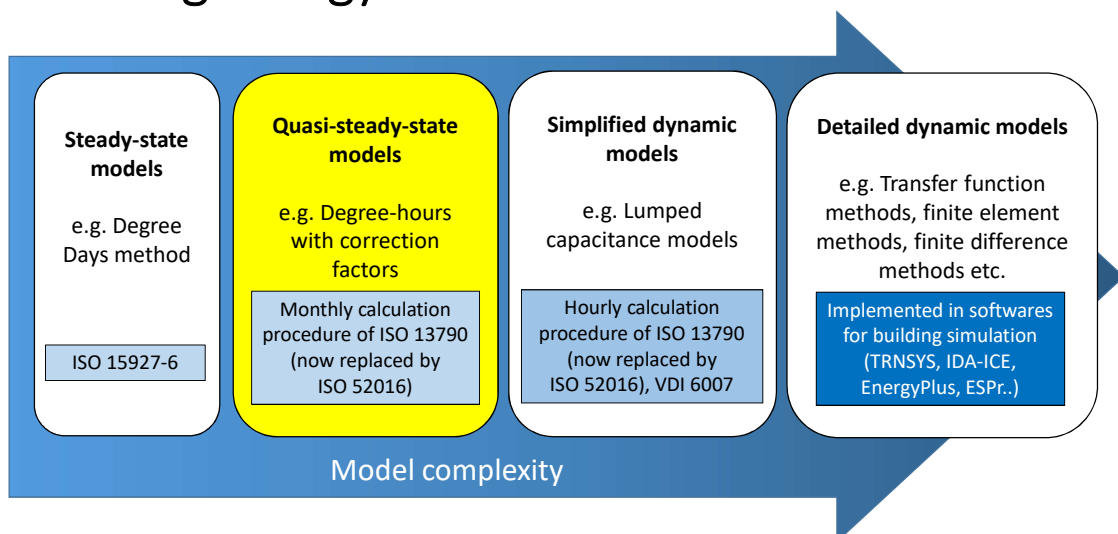 Steady-state
models
e.g. Degree
Days method
ISO 15927-6
Quasi-steady-state
models
e.g. Degree-hours
with correction
factors
Monthly calculation
procedure of ISO 13790
(now replaced by
ISO 52016)
Simplified dynamic
models
e.g. Lumped
capacitance models
Hourly calculation
procedure of ISO 13790
(now replaced by
ISO 52016), VDI 6007
Detailed dynamic models
e.g. Transfer function
methods, finite element
methods, finite difference
methods etc.
Implemented in softwares
for building simulation
(TRNSYS, IDA-ICE,
EnergyPlus, ESPr..)
Model complexity